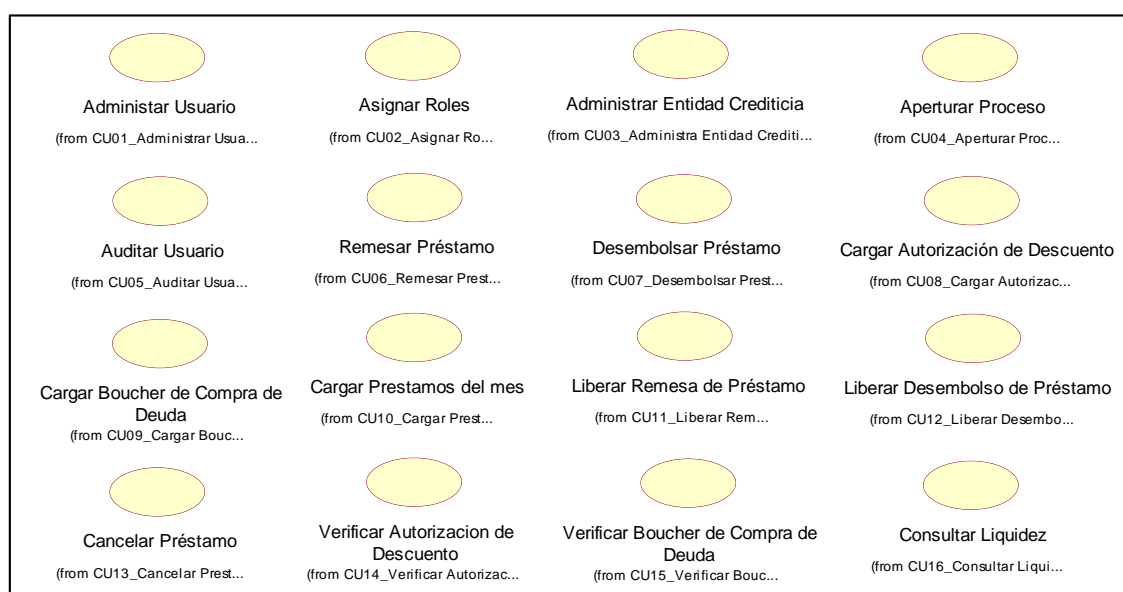 Administar Usuario
(from CU01_Administrar Usua...
Asignar Roles
(from CU02_Asignar Ro...
Administrar Entidad Crediticia
(from CU03_Administra Entidad Crediti...
Aperturar Proceso
(from CU04_Aperturar Proc...
Auditar Usuario
(from CU05_Auditar Usua...
Remesar Préstamo
(from CU06_Remesar Prest...
Desembolsar Préstamo
(from CU07_Desembolsar Prest...
Cargar Autorización de Descuento
(from CU08_Cargar Autorizac...
Cargar Boucher de Compra de
Deuda
(from CU09_Cargar Bouc...
Cargar Prestamos del mes
(from CU10_Cargar Prest...
Liberar Remesa de Préstamo
(from CU11_Liberar Rem...
Liberar Desembolso de Préstamo
(from CU12_Liberar Desembo...
Cancelar Préstamo
(from CU13_Cancelar Prest...
Verificar Autorizacion de
Descuento
(from CU14_Verificar Autorizac...
Verificar Boucher de Compra de
Deuda
(from CU15_Verificar Bouc...
Consultar Liquidez
(from CU16_Consultar Liqui...